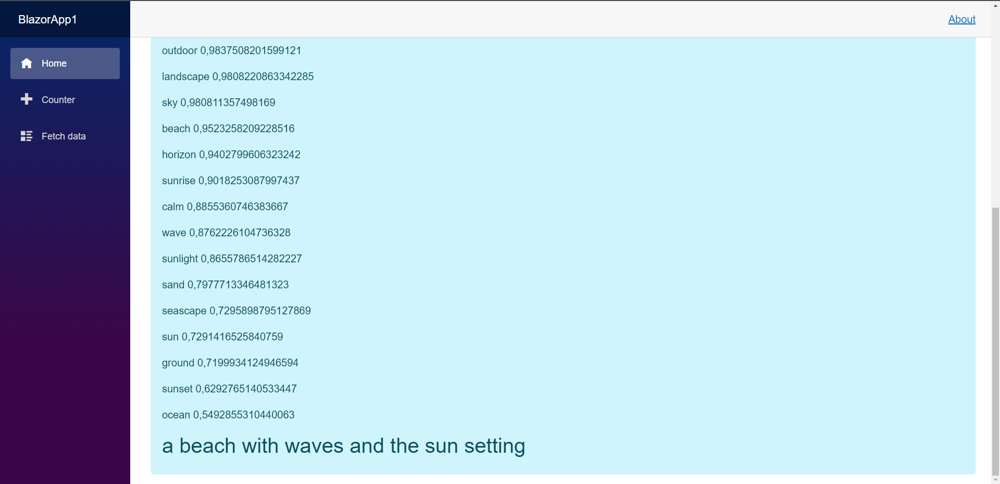 BlazorApp1
About
Home
Counter
Fetch data
outdoor 0,9837508201599121
landscape 0,9808220863342285
sky 0,980811357498169
beach 0,9523258209228516
horizon 0,9402799606323242
sunrise 0,9018253087997437
calm 0,8855360746383667
wave 0,8762226104736328
sunlight 0,8655786514282227
sand 0,7977713346481323
seascape 0,7295898795127869
sun 0,7291416525840759
ground 0,7199934124946594
sunset 0,6292765140533447
ocean 0,5492855310440063
a beach with waves and the sun setting